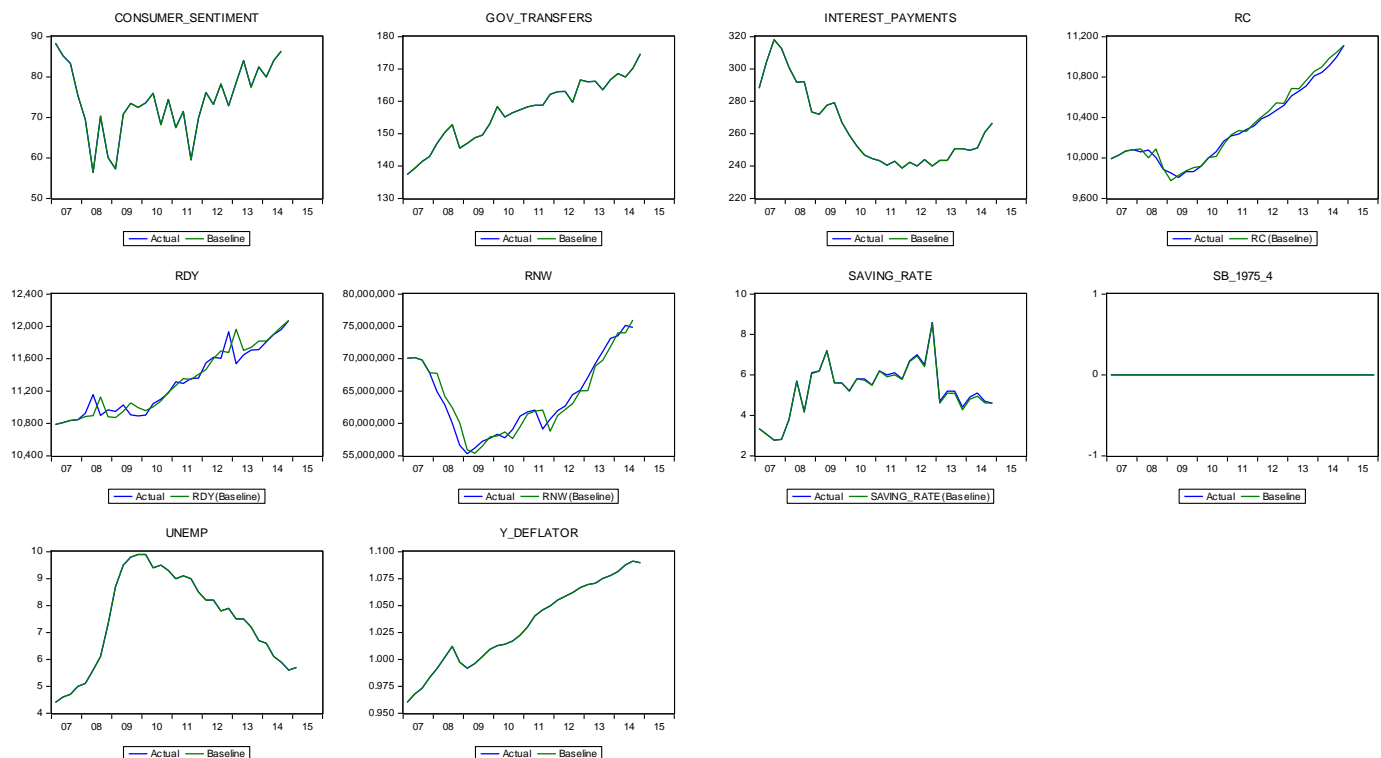 CONSUMER_SENTIMENT
90
80
70
60
50
07 08 09 10 11 12 13 14 15
Actual Baseline
GOV_TRANSFERS
180
170
160
150
140
130
07 08 09 10 11 12 13 14 15
Actual Baseline
INTEREST_PAYMENTS
320
300
280
260
240
220
07 08 09 10 11 12 13 14 15
Actual Baseline
RC
11,200
10,800
10,400
10,000
9,600
07 08 09 10 11 12 13 14 15
Actual RC (Baseline)
RDY
12,400
12,000
11,600
11,200
10,800
10,400
07 08 09 10 11 12 13 14 15
Actual RDY (Baseline)
RNW
80,000,000
75,000,000
70,000,000
65,000,000
60,000,000
55,000,000
07 08 09 10 11 12 13 14 15
Actual RNW (Baseline)
SAVING_RATE
10
8
6
4
2
07 08 09 10 11 12 13 14 15
Actual SAVING_RATE (Baseline)
SB_1975_4
1
0
-1
07 08 09 10 11 12 13 14 15
Actual Baseline
UNEMP
10
9
8
7
6
5
4
07 08 09 10 11 12 13 14 15
Actual Baseline
Y_DEFLATOR
1.100
1.075
1.050
1.025
1.000
0.975
0.950
07 08 09 10 11 12 13 14 15
Actual Baseline